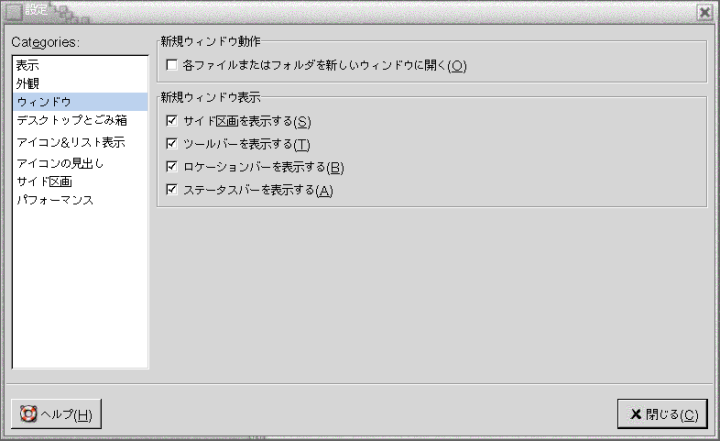 設定
Categories:
表示
外観
ウィンドウ
デスクトップとごみ箱
アイコン&リスト表示
アイコンの見出し
サイド区画
パフォーマンス
新規ウィンドウ動作
各ファイルまたはフォルダを新しいウィンドウに開く(O)
新規ウィンドウ表示
サイド区画を表示する(S)
ツールバーを表示する(T)
ロケーションバーを表示する(B)
ステータスバーを表示する(A)
ヘルプ(H)
閉じる(C)